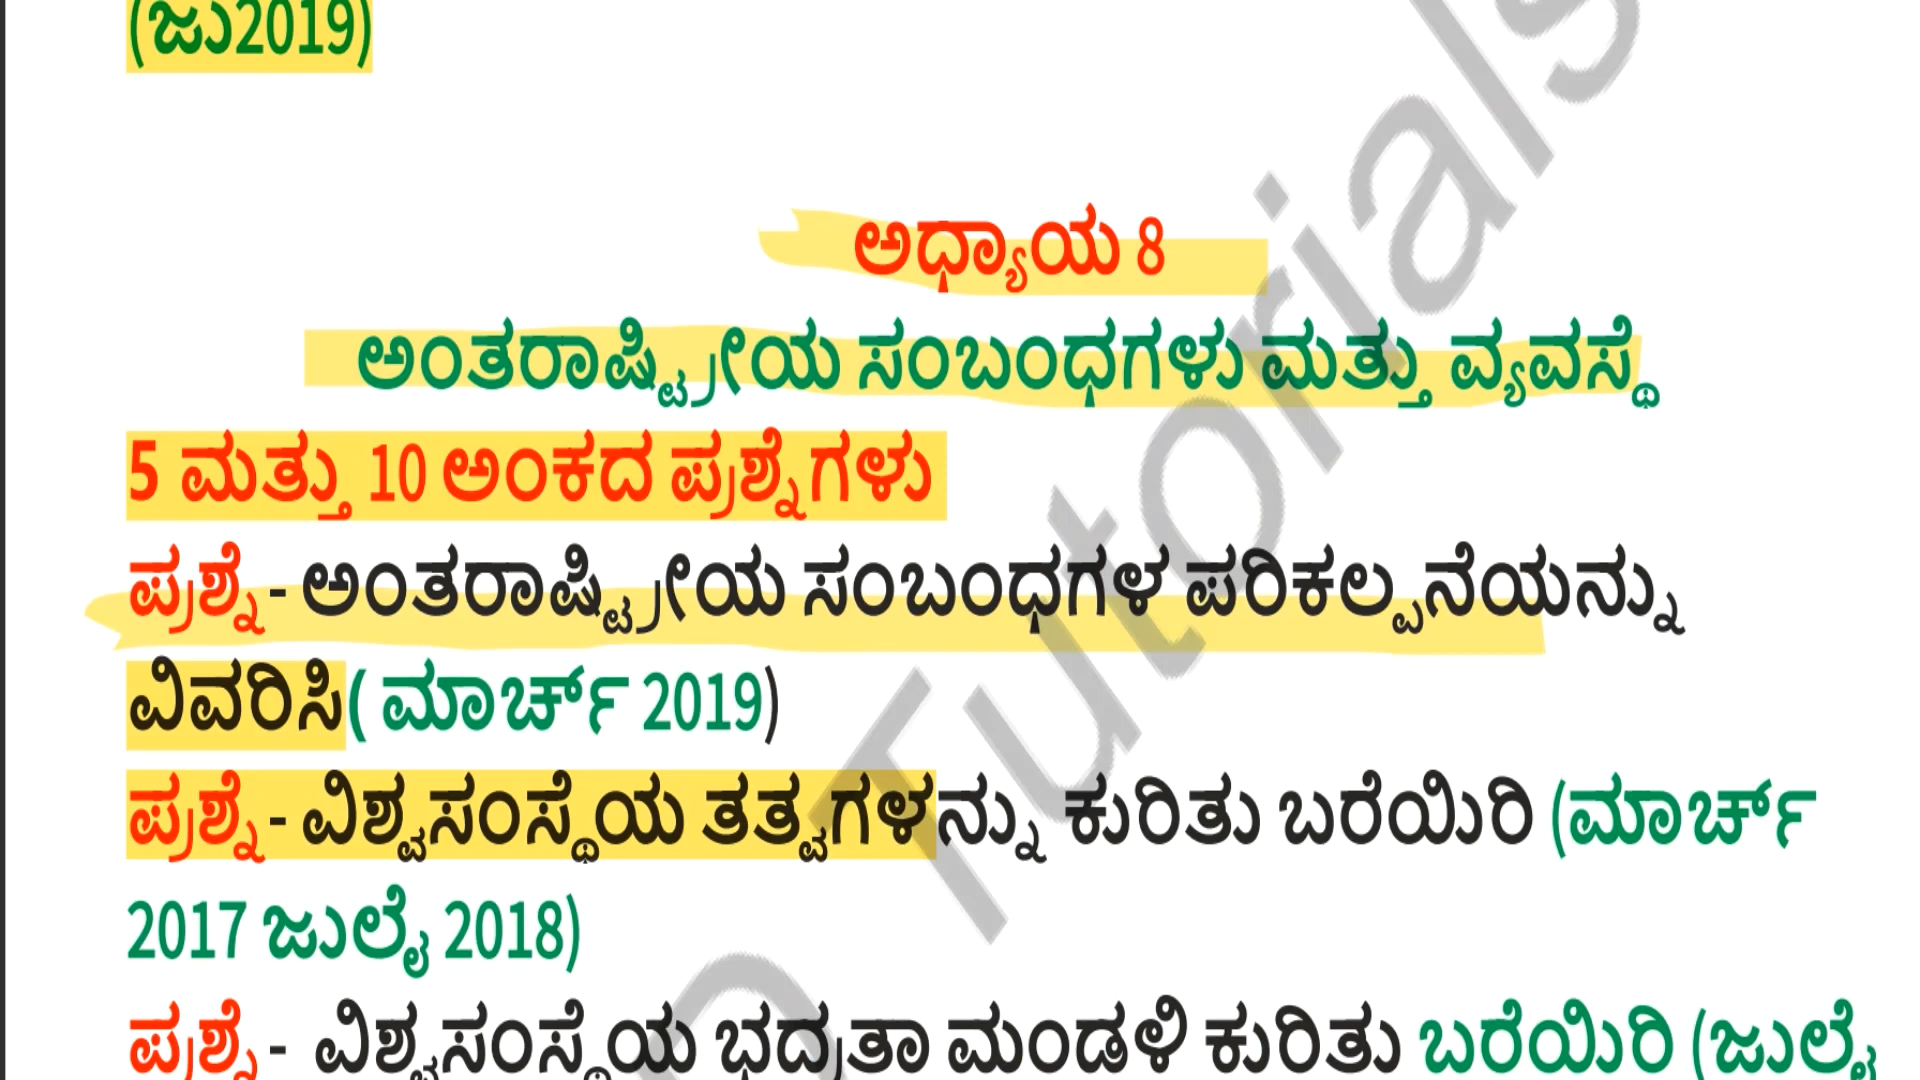 (ಜು2019)
ಅಧ್ಯಾಯ 8
ಅಂತರಾಷ್ಟ್ರೀಯ ಸಂಬಂಧಗಳು ಮತ್ತು ವ್ಯವಸ್ಥೆ
5 ಮತ್ತು 10 ಅಂಕದ ಪ್ರಶ್ನೆಗಳು
ಪ್ರಶ್ನೆ- ಅಂತರಾಷ್ಟ್ರೀಯ ಸಂಬಂಧಗಳ ಪರಿಕಲ್ಪನೆಯನ್ನು
ವಿವರಿಸಿ( ಮಾರ್ಚ್ 2019)
ಪ್ರಶ್ನೆ- ವಿಶ್ವಸಂಸ್ಥೆಯ ತತ್ವಗಳನ್ನು ಕುರಿತು ಬರೆಯಿರಿ (ಮಾರ್ಚ್
2017 ಜುಲೈ 2018)
ಪ್ರಶ್ನೆ- ವಿಶ್ವಸಂಸ್ಥೆಯ ಭದ್ರತಾ ಮಂಡಳಿ ಕುರಿತು ಬರೆಯಿರಿ (ಜುಲೈ
Tutorials